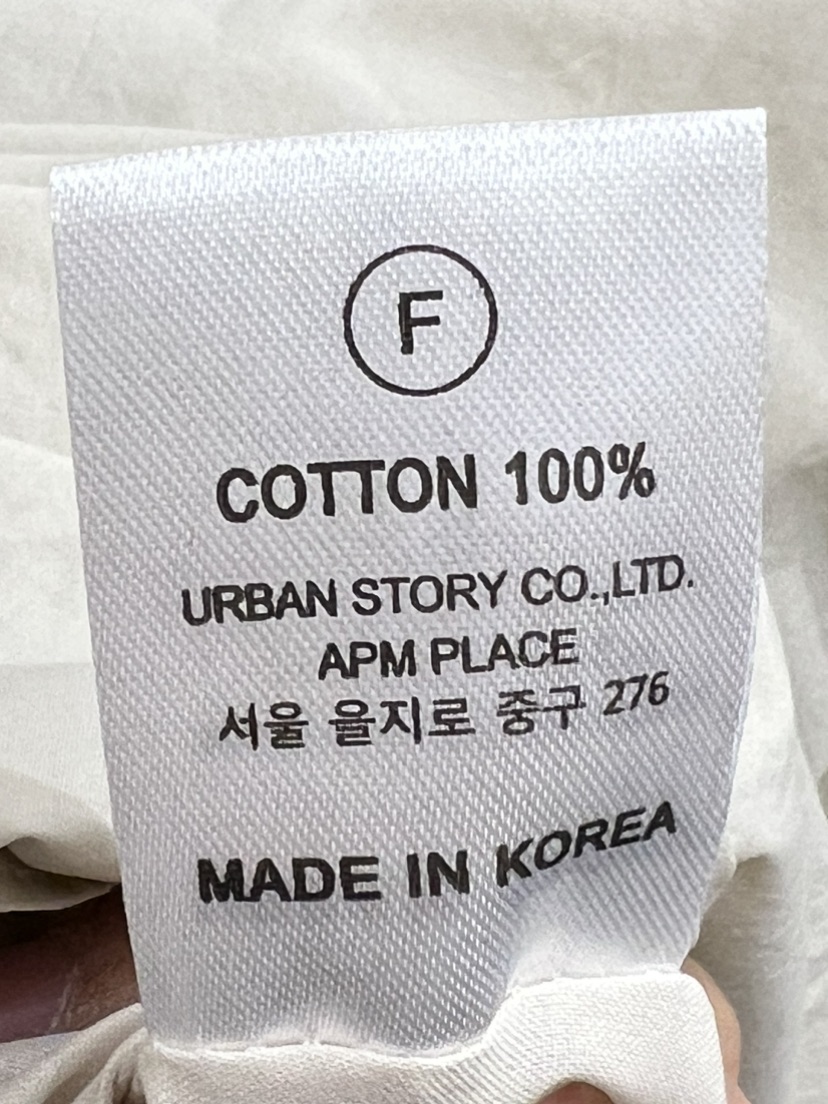 F
COTTON 100%
URBAN STORY CO.,LTD.
APM PLACE
서울 을지로 중구 276
MADE IN KOREA